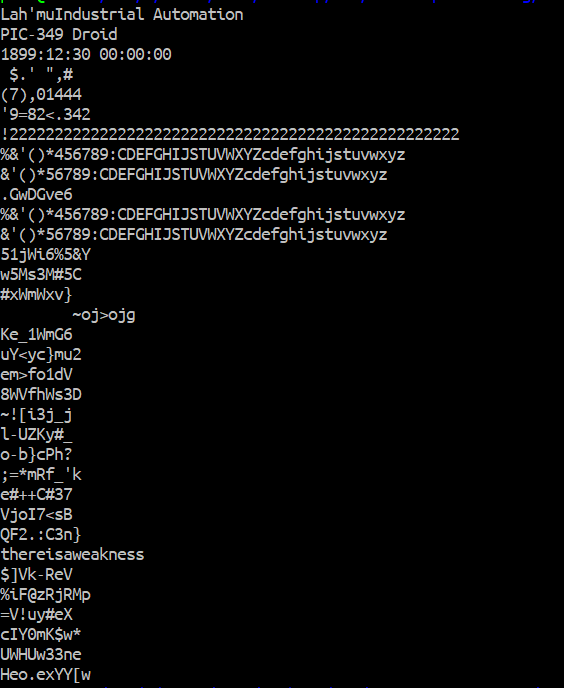 Lah'muIndustrial Automation
PIC-349 Droid
1899:12:30 00:00:00
 $.' ",#
(7),01444
'9=82<.342
!22222222222222222222222222222222222222222222222222
%&'()*456789:CDEFGHIJSTUVWXYZcdefghijstuvwxyz
&'()*56789:CDEFGHIJSTUVWXYZcdefghijstuvwxyz
.GwDGve6
%&'()*456789:CDEFGHIJSTUVWXYZcdefghijstuvwxyz
&'()*56789:CDEFGHIJSTUVWXYZcdefghijstuvwxyz
51jWi6%5&Y
w5Ms3M#5C
#xWmWxv}
        ~oj>ojg
Ke_1WmG6
uY<yc}mu2
em>fo1dV
8WVfhWs3D
~![i3j_j
l-UZKy#_
o-b}cPh?
;=*mRf_'k
e#++C#37
VjoI7<sB
QF2.:C3n}
thereisaweakness
$]Vk-ReV
%iF@zRjRMp
=V!uy#eX
cIY0mK$w*
UWHUw33ne
Heo.exYY[w